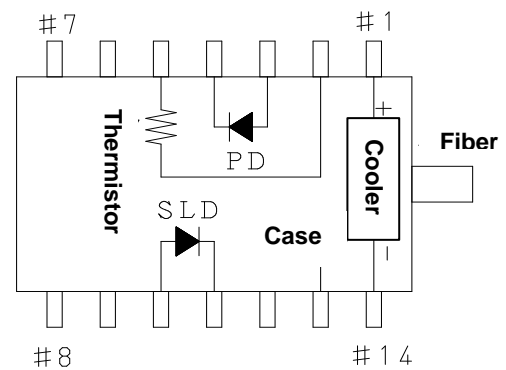 #7
#1
Thermistor
+
Cooler
-
PD
Fiber
SLD
Case
#8
#14